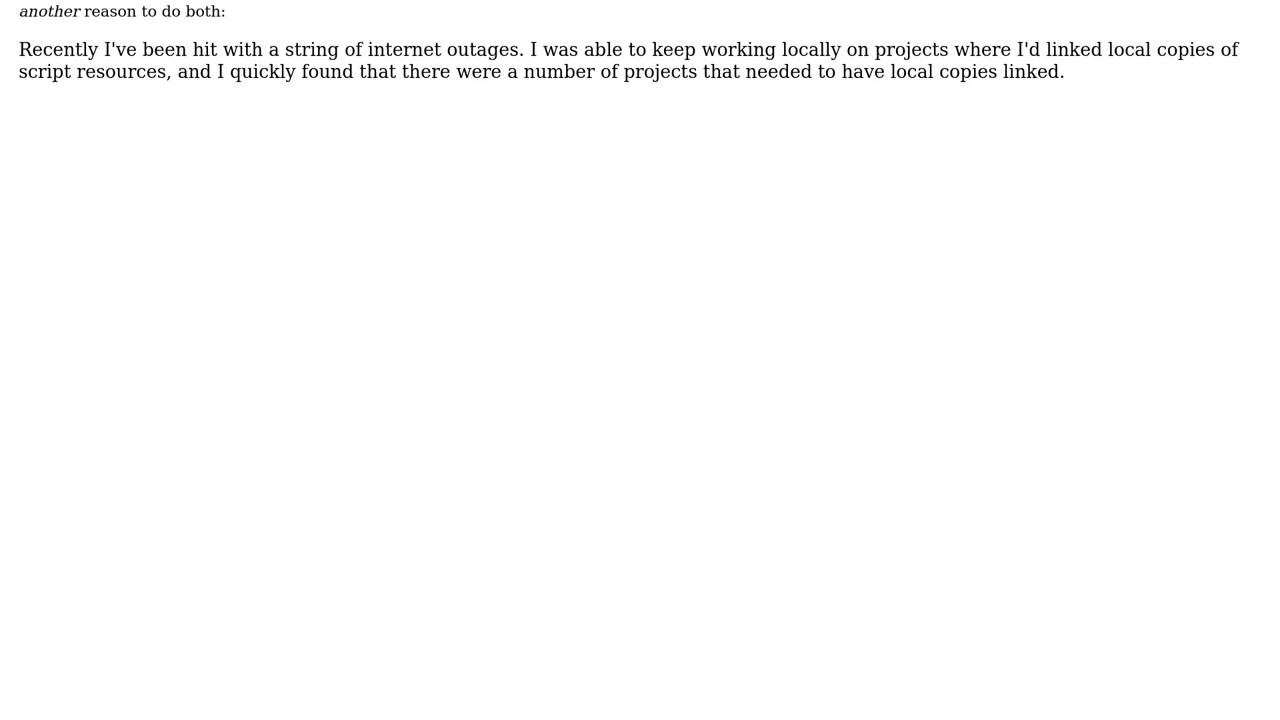 another reason to do both:
Recently I've been hit with a string of internet outages. I was able to keep working locally on projects where I'd linked local copies of
script resources, and I quickly found that there were a number of projects that needed to have local copies linked.